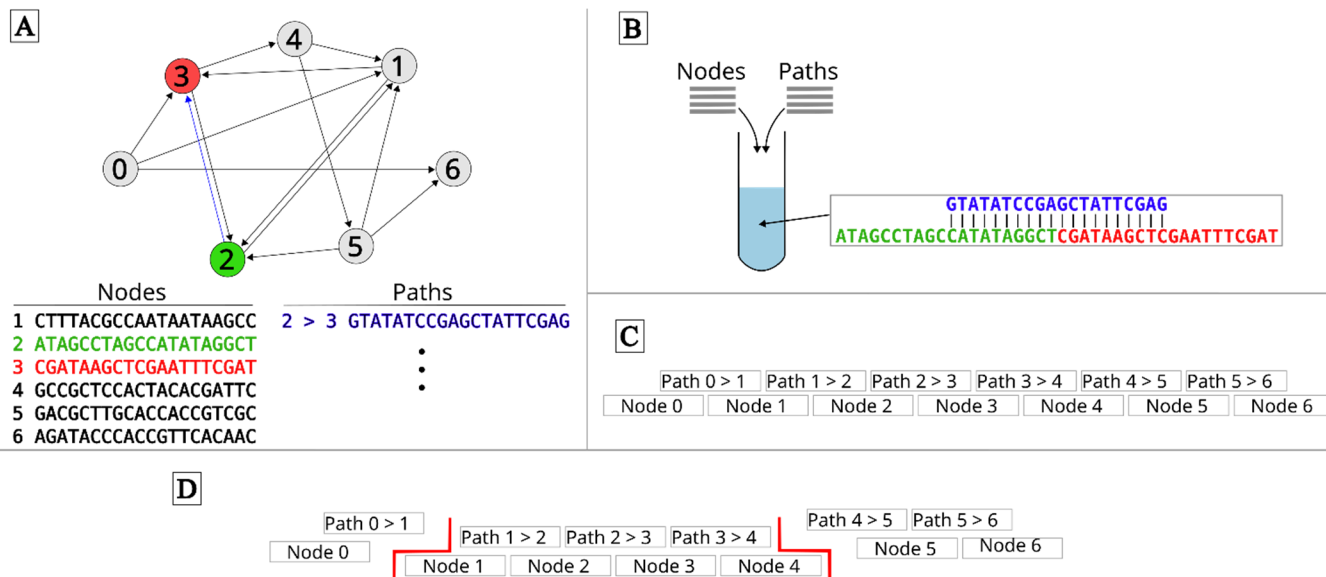 A
4
3
1
0
6
5
2
Nodes
Paths
1 CTTTACGCCAATAATAAGCC
2 ATAGCCTAGCCATATAGGCT
3 CGATAAGCTCGAATTTCGAT
4 GCCGCTCCACTACACGATTC
5 GACGCTTGCACCACCGTCGC
6 AGATACCCACCGTTCACAAC
2 > 3 GTATATCCGAGCTATTCGAG
B
Nodes
Paths
GTATATCCGAGCTATTCGAG
ATAGCCTAGCCATATAGGCTCGATAAGCTCGAATTTCGAT
C
Path 0 > 1 Path 1 > 2 Path 2 > 3 Path 3 > 4 Path 4 > 5 Path 5 > 6
Node 0 Node 1 Node 2 Node 3 Node 4 Node 5 Node 6
D
Path 0 > 1
Node 0
Path 1 > 2 Path 2 > 3 Path 3 > 4
Node 1 Node 2 Node 3 Node 4
Path 4 > 5 Path 5 > 6
Node 5 Node 6